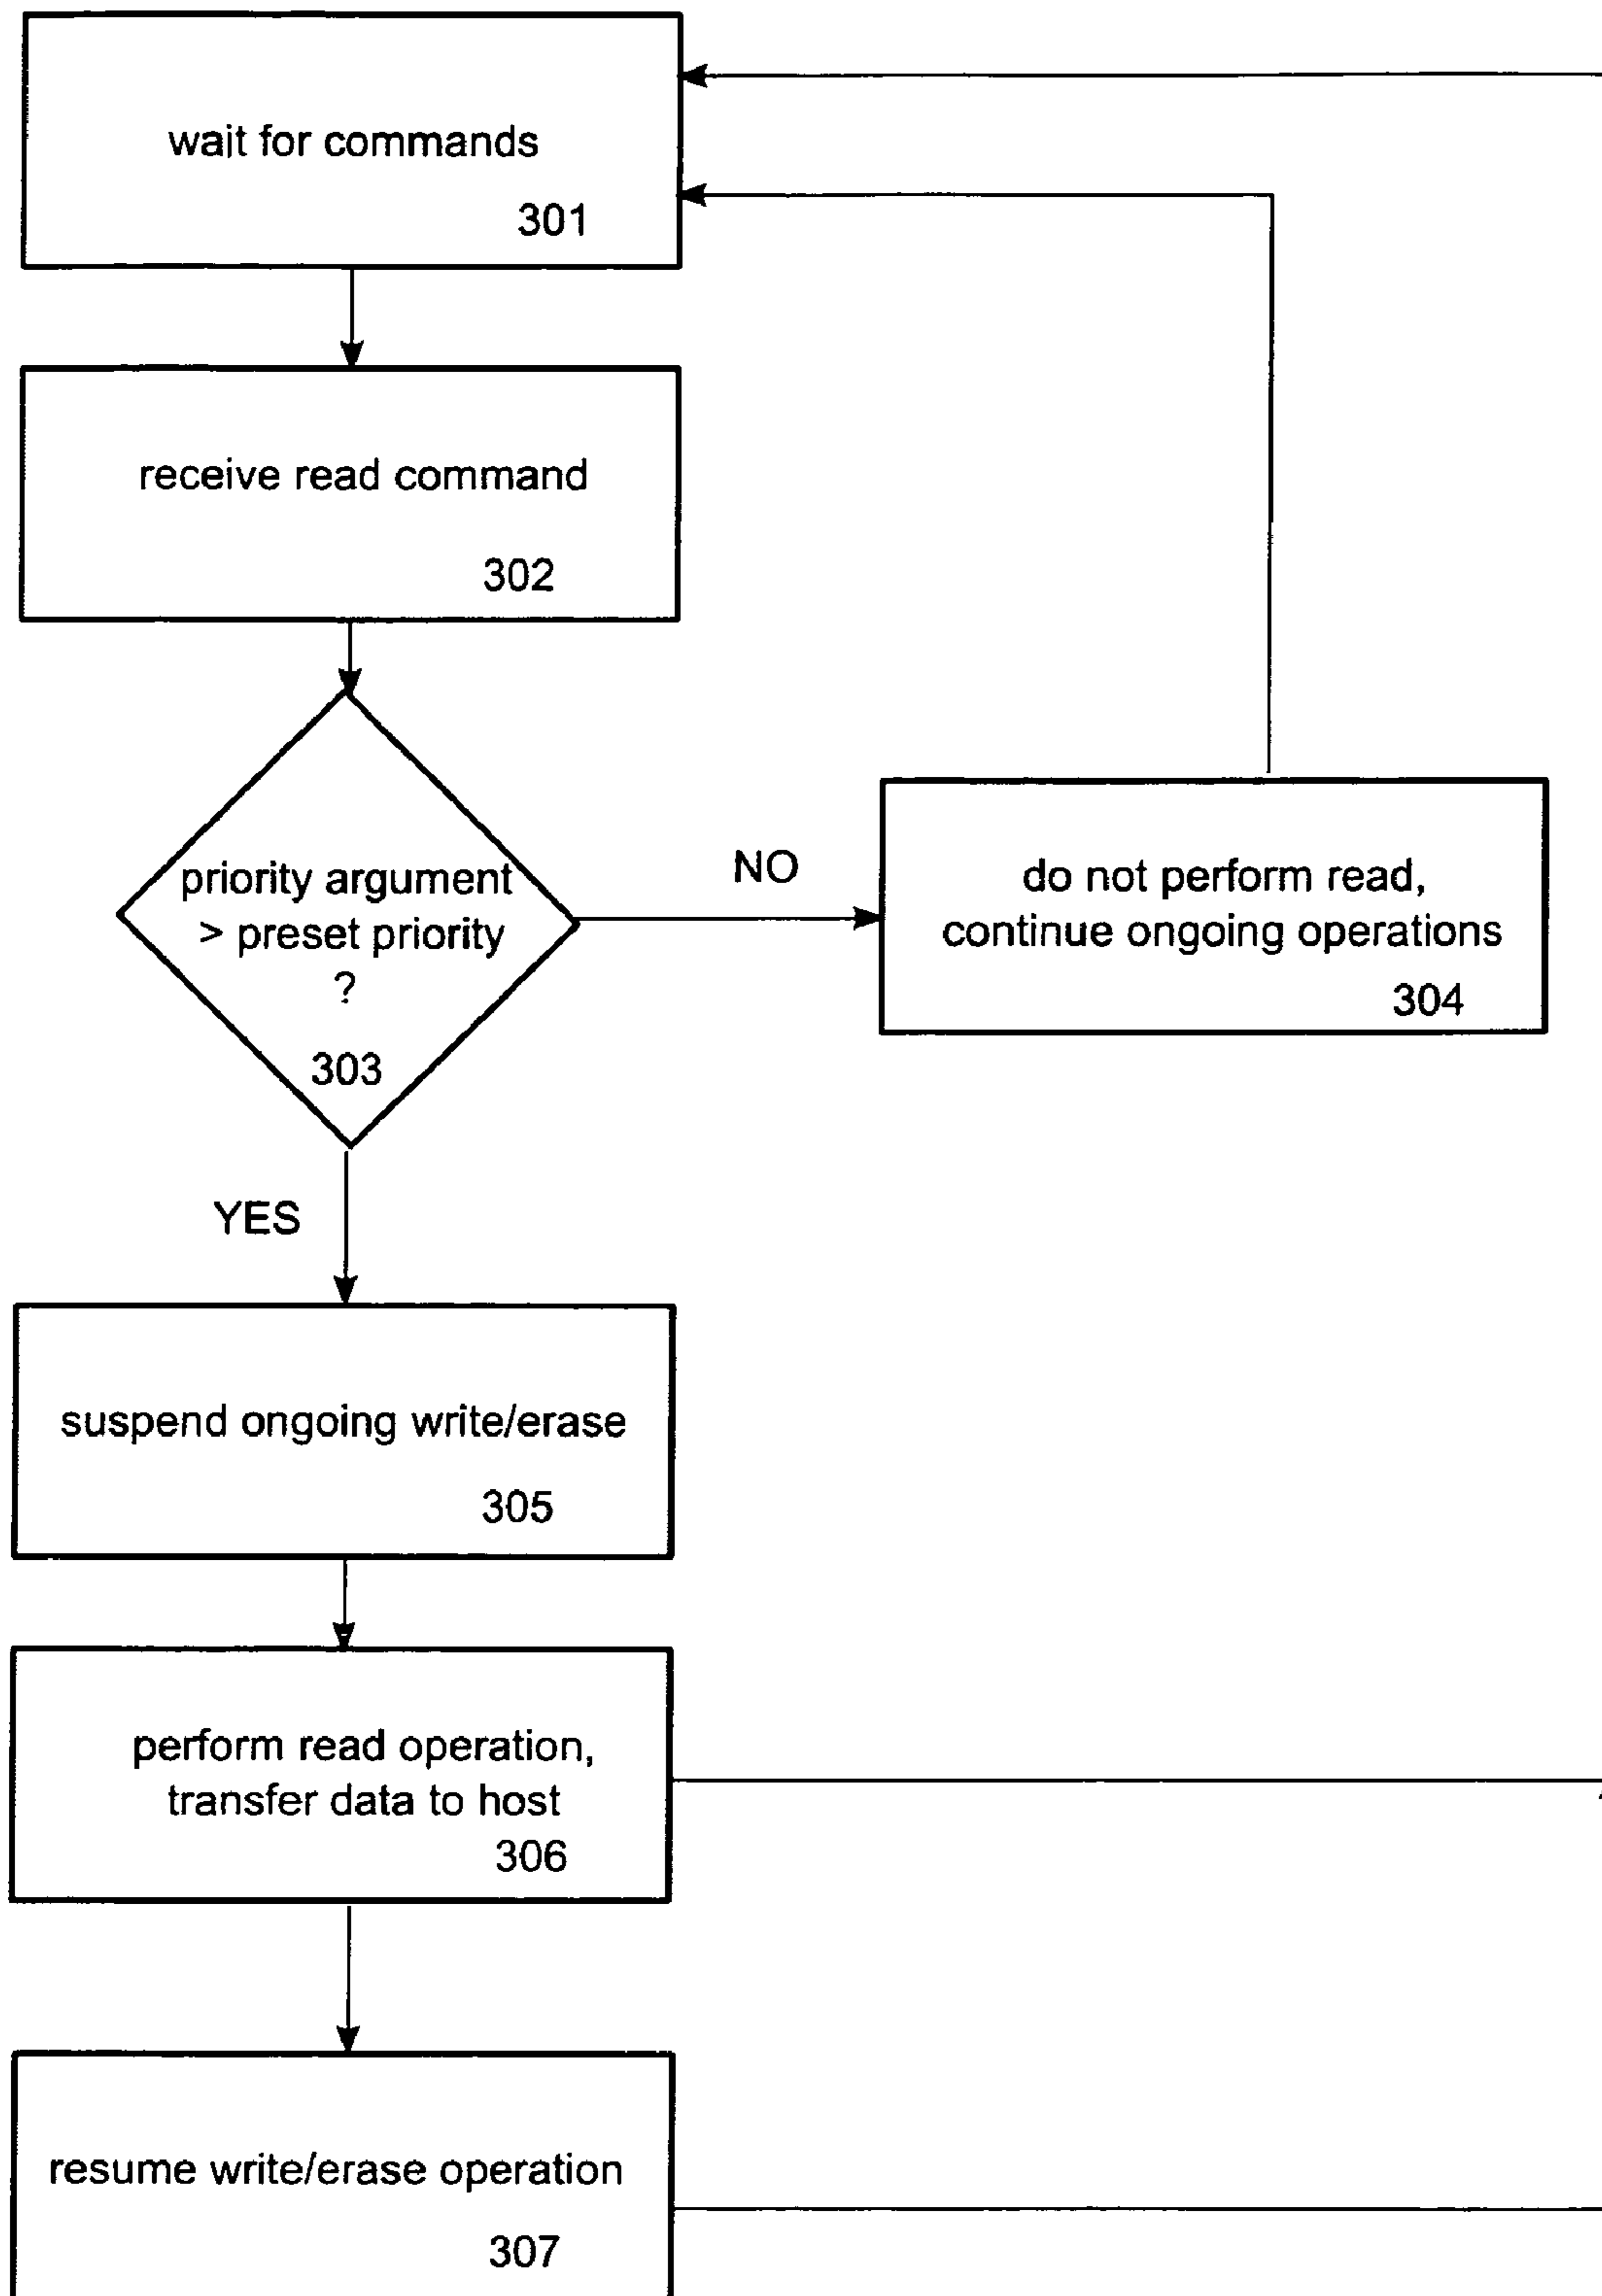 wait for commands
301
receive read command
302
priority argument
> preset priority
?
303
NO
do not perform read,
continue ongoing operations
304
YES
suspend ongoing write/erase
305
perform read operation,
transfer data to host
306
resume write/erase operation
307